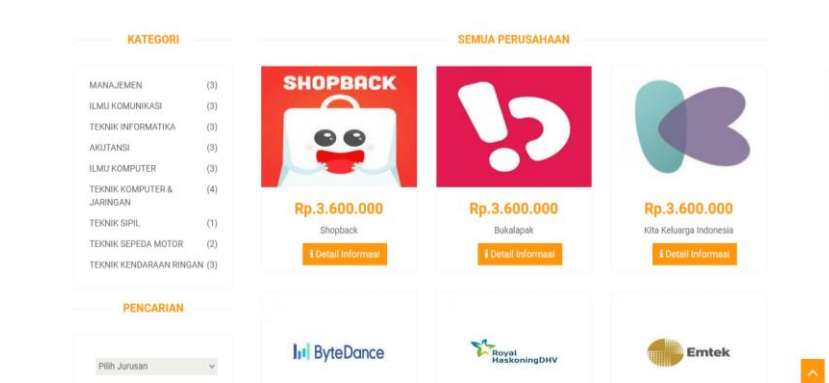 KATEGORI
MANAJEMEN (3)
ILMU KOMUNIKASI (3)
TEKNIK INFORMATIKA (3)
AKUTANSI (3)
ILMU KOMPUTER (3)
TEKNIK KOMPUTER & (4)
JARINGAN
TEKNIK SIPIL (1)
TEKNIK SEPEDA MOTOR (2)
TEKNIK KENDARAAN RINGAN (3)
PENCARIAN
Pilih Jurusan
SEMUA PERUSAHAAN
SHOPBACK
Rp.3.600.000
Shopback
Detail Informasi
Rp.3.600.000
Bukalapak
Detail Informasi
Rp.3.600.000
Kita Keluarga Indonesia
Detail Informasi
ByteDance
Royal
HaskoningDHV
Emtek